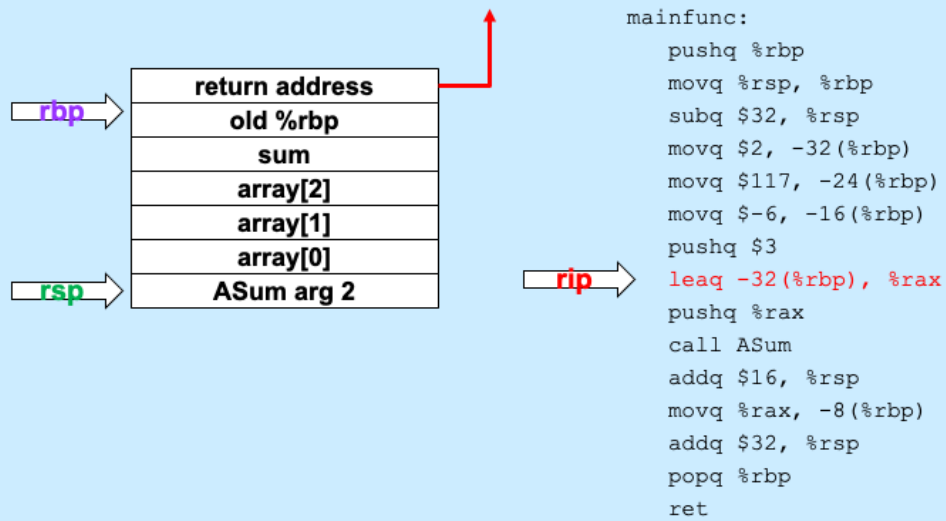 return address
rbp
old %rbp
sum
array[2]
array[1]
array[0]
rsp
ASum arg 2
rip
mainfunc:
pushq %rbp
movq %rsp, %rbp
subq $32, %rsp
movq $2, -32(%rbp)
movq $117, -24(%rbp)
movq $-6, -16(%rbp)
pushq $3
leaq -32(%rbp), %rax
pushq %rax
call ASum
addq $16, %rsp
movq %rax, -8(%rbp)
addq $32, %rsp
popq %rbp
ret